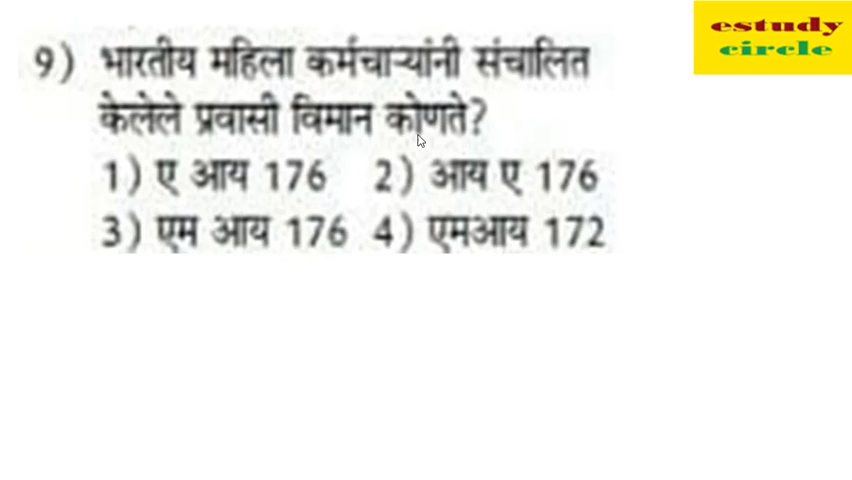 estudy
circle
9) भारतीय महिला कर्मचाऱ्यांनी संचालित
केलेले प्रवासी विमान कोणते?
1) ए आय 176 2) आय ए 176
3) एम आय 176 4) एमआय 172